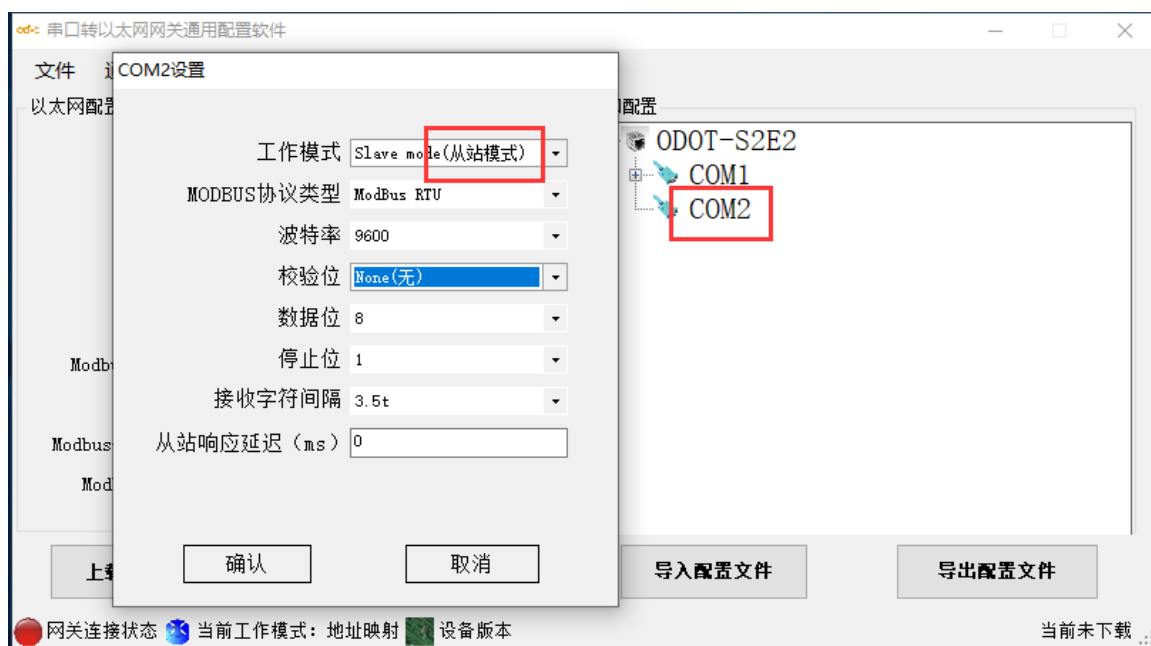 串口转以太网网关通用配置软件
文件
COM2设置
以太网配置
配置
工作模式 Slave mode(从站模式)
MODBUS协议类型 ModBus RTU
波特率 9600
校验位 None(无)
数据位 8
停止位 1
接收字符间隔 3.5t
从站响应延迟（ms） 0
确认
取消
ODOT-S2E2
COM1
COM2
Modbus
导入配置文件
导出配置文件
网关连接状态
当前工作模式：地址映射
设备版本
当前未下载